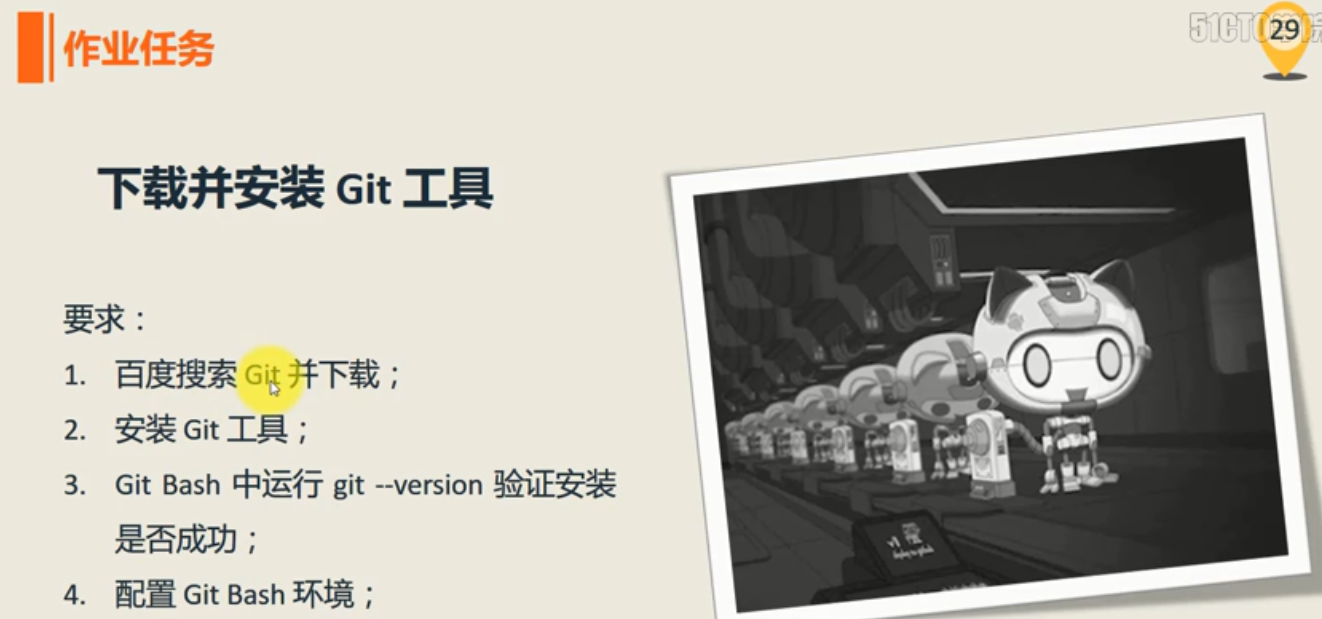 作业任务
29
下载并安装 Git 工具
要求：
1. 百度搜索 Git 并下载；
2. 安装 Git 工具；
3. Git Bash 中运行 git --version 验证安装
是否成功；
4. 配置 Git Bash 环境；